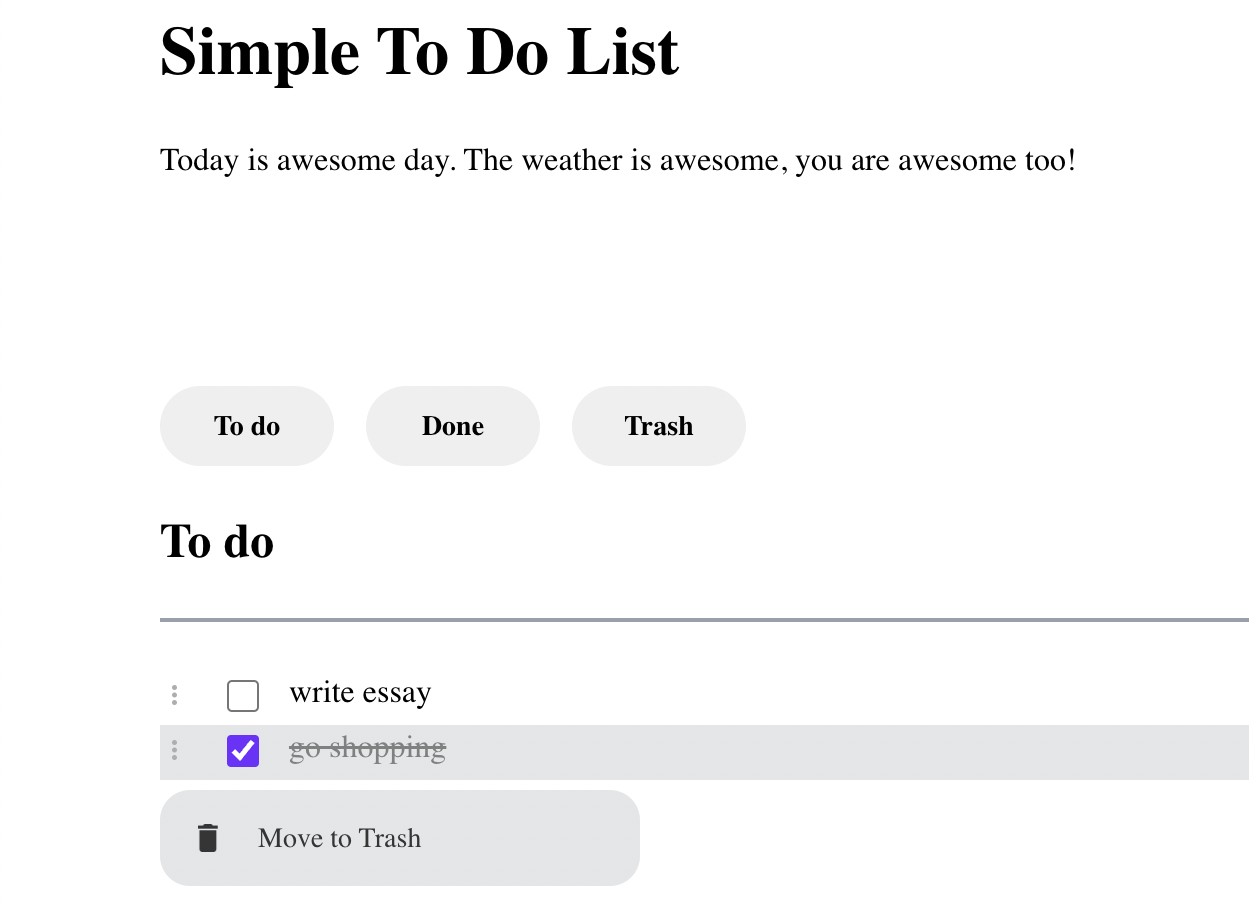 Simple To Do List
Today is awesome day. The weather is awesome, you are awesome too!
To do Done Trash
To do
write essay
go shopping
Move to Trash